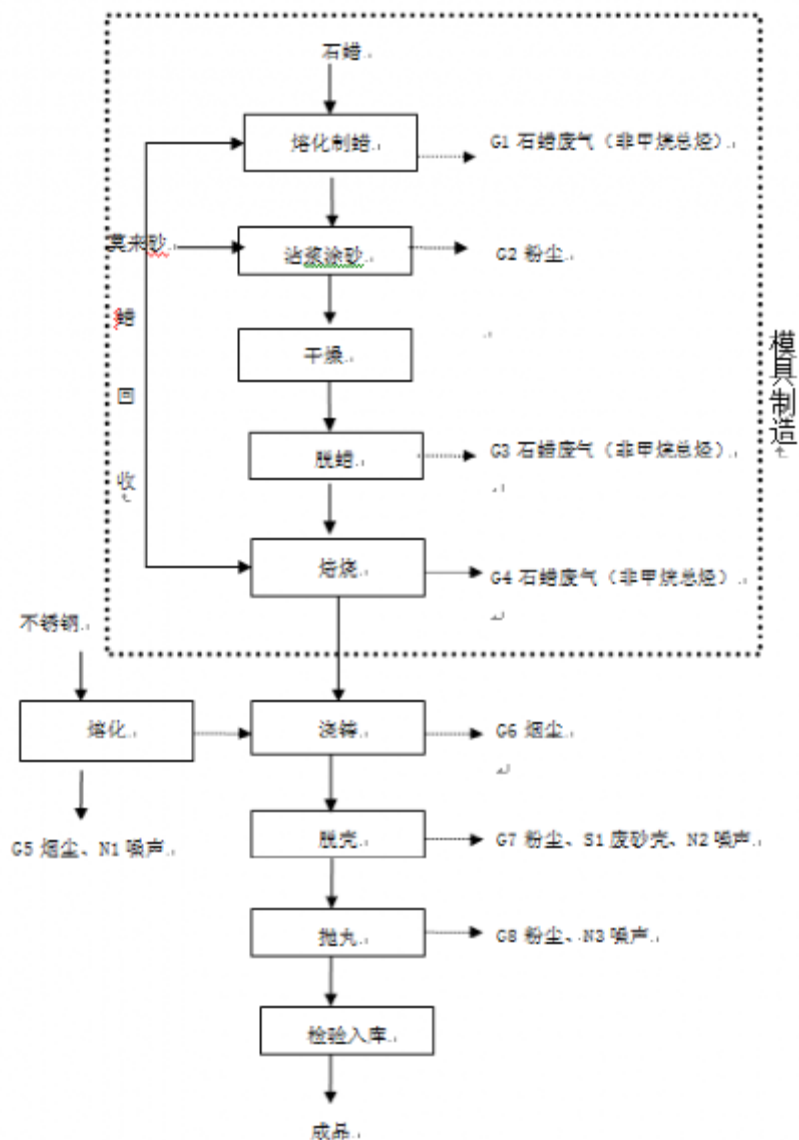 石蜡
熔化制蜡
G1 石蜡废气（非甲烷总烃）
莫来砂
沾浆涂砂
G2 粉尘
蜡
回
收
干燥
模具制造
脱蜡
G3 石蜡废气（非甲烷总烃）
焙烧
G4 石蜡废气（非甲烷总烃）
不锈钢
熔化
浇铸
G6 烟尘
G5 烟尘、N1 噪声
脱壳
G7 粉尘、S1 废砂壳、N2 噪声
抛丸
G8 粉尘、N3 噪声
检验入库
成品